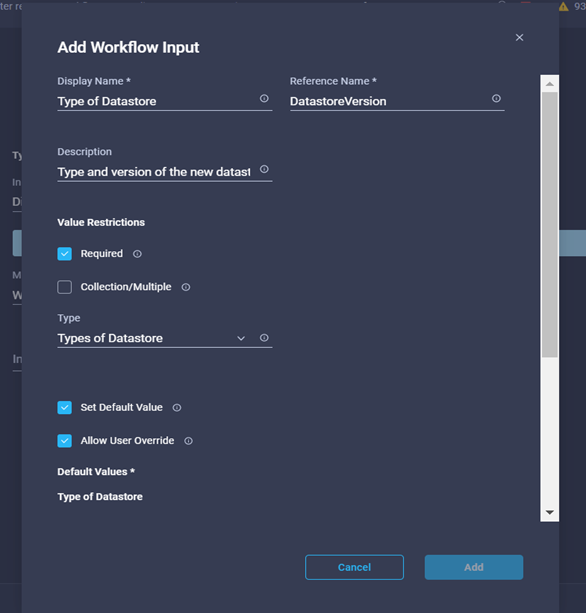 93
Add Workflow Input
Display Name *
Reference Name *
Type of Datastore
DatastoreVersion
Description
Type and version of the new datast
Value Restrictions
Required
Collection/Multiple
Type
Types of Datastore
Set Default Value
Allow User Override
Default Values *
Type of Datastore
Cancel
Add